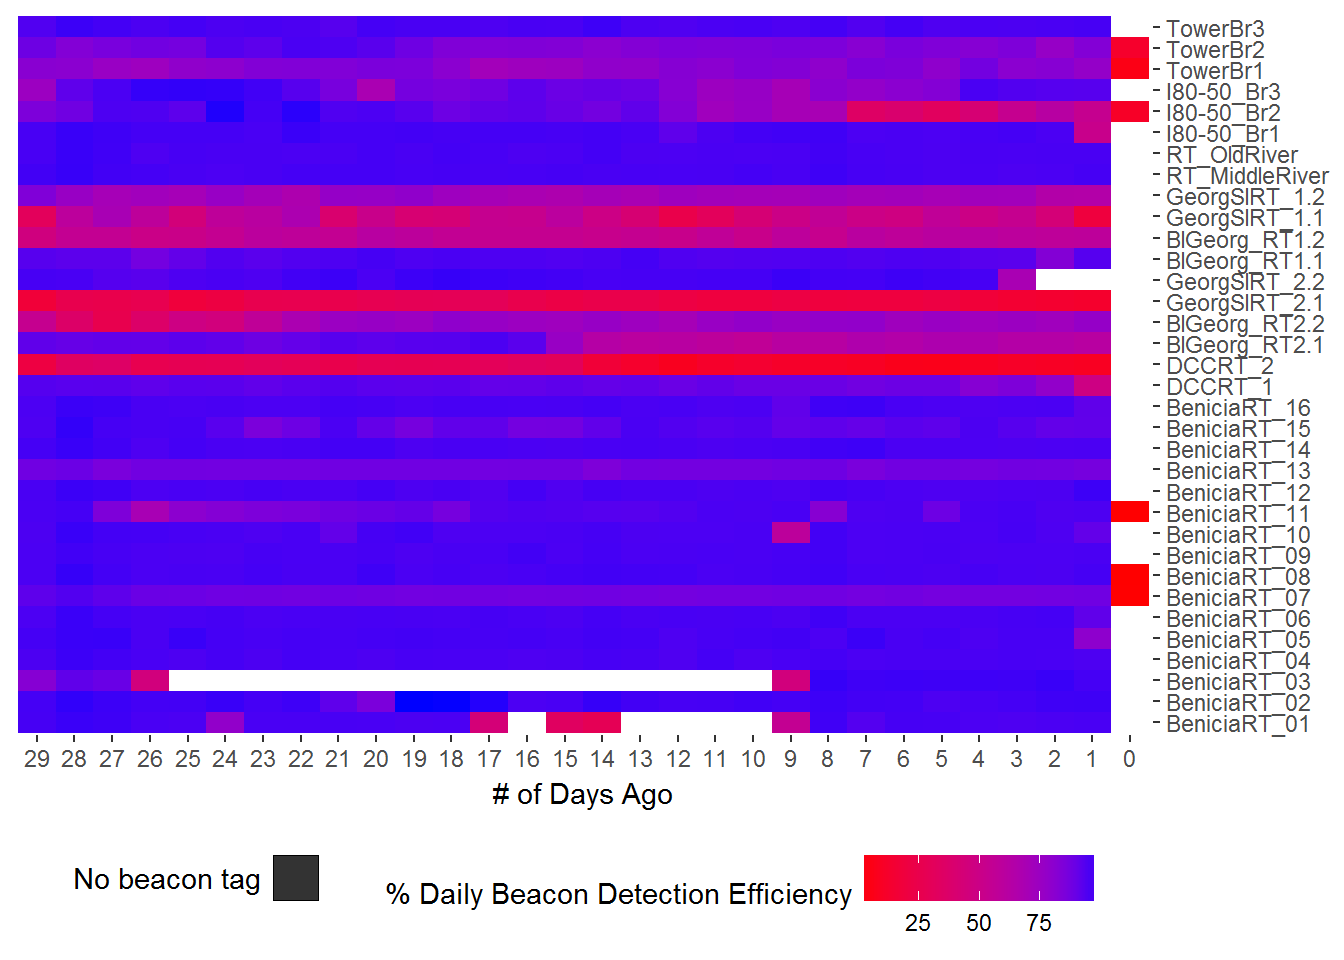 TowerBr3
TowerBr2
TowerBr1
I80-50_Br3
I80-50_Br2
I80-50_Br1
RT_OldRiver
RT_MiddleRiver
GeorgSlRT_1.2
GeorgSlRT_1.1
BlGeorg_RT1.2
BlGeorg_RT1.1
GeorgSlRT_2.2
GeorgSlRT_2.1
BlGeorg_RT2.2
BlGeorg_RT2.1
DCCRT_2
DCCRT_1
BeniciaRT_16
BeniciaRT_15
BeniciaRT_14
BeniciaRT_13
BeniciaRT_12
BeniciaRT_11
BeniciaRT_10
BeniciaRT_09
BeniciaRT_08
BeniciaRT_07
BeniciaRT_06
BeniciaRT_05
BeniciaRT_04
BeniciaRT_03
BeniciaRT_02
BeniciaRT_01
29 28 27 26 25 24 23 22 21 20 19 18 17 16 15 14 13 12 11 10 9 8 7 6 5 4 3 2 1 0
# of Days Ago
No beacon tag
% Daily Beacon Detection Efficiency
25 50 75